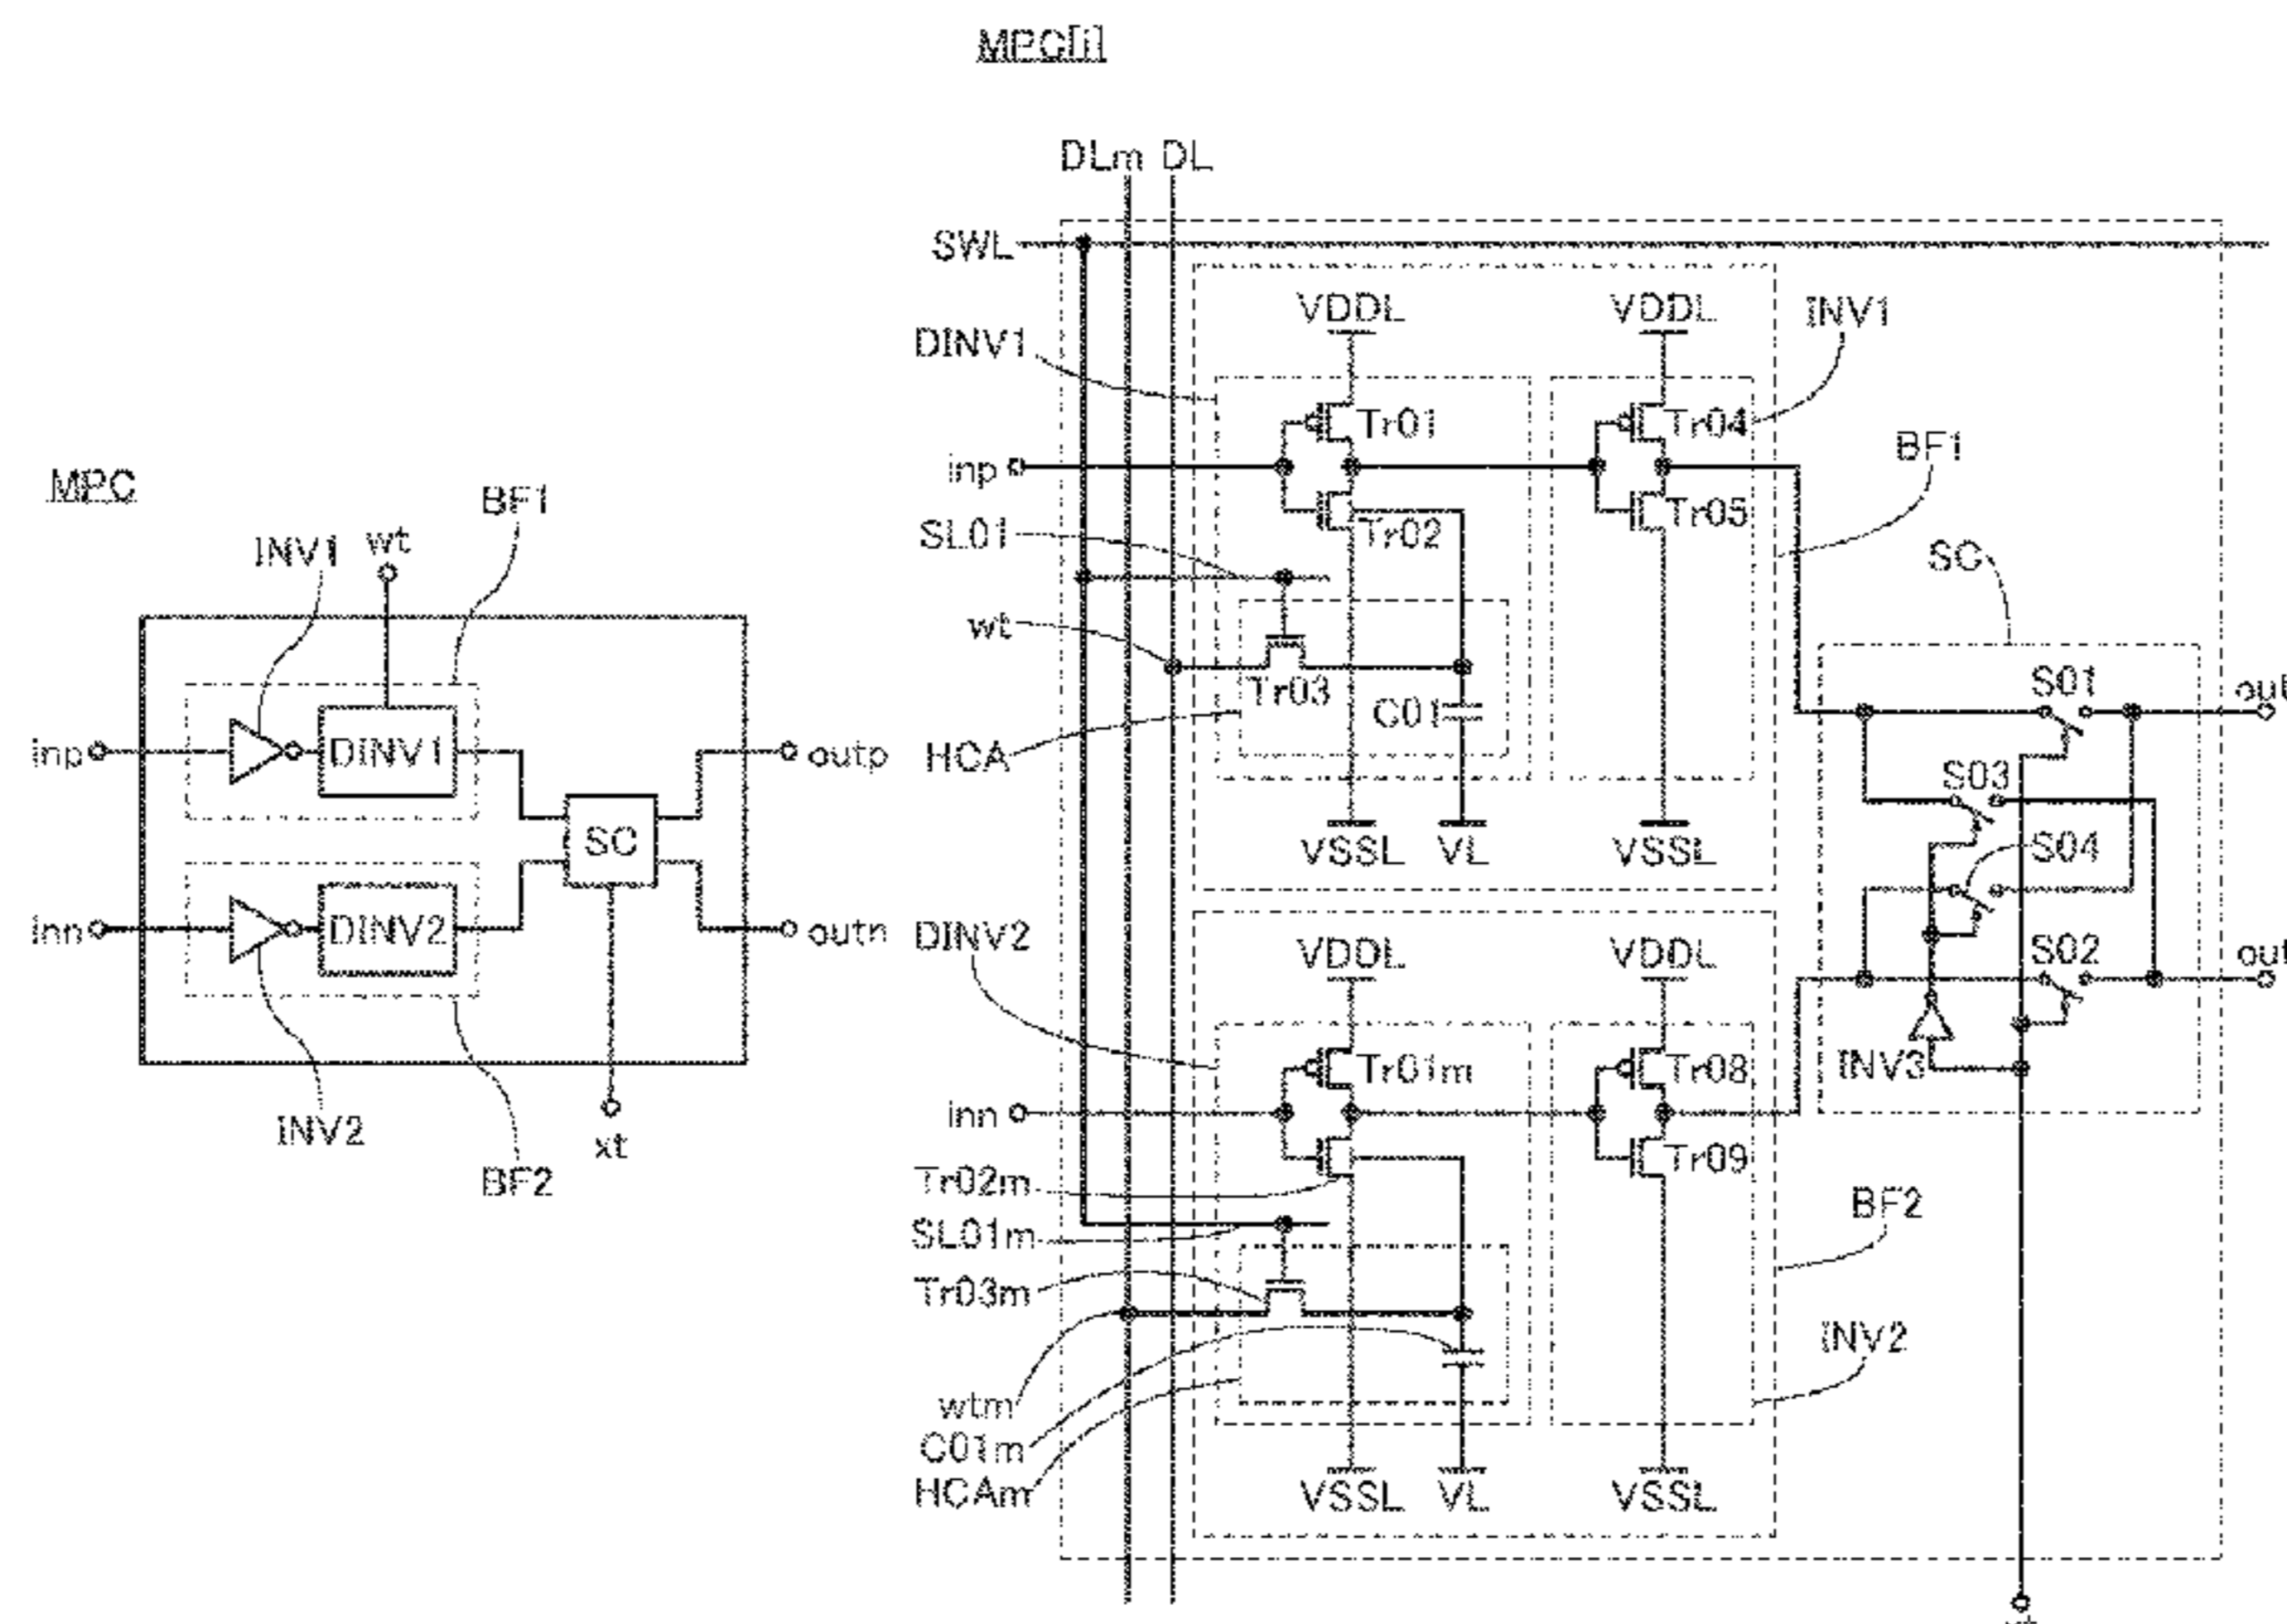 MPC
BF1
INV1
wt
inp
DINV1
outp
SC
inn
DINV2
outn
INV2
xt
BF2
MPC[i]
DLm DL
SWL
VDDL VDDL
INV1
DINV1
Tr01 Tr04
BF1
inp
SL01
Tr02 Tr05
SC
wt
Tr03
S01
C01
HCA
S03
VSSL VL VSSL
S04
DINV2
VDDL VDDL
S02
Tr01m Tr08
INV3
inn
Tr02m
Tr09
BF2
SL01m
Tr03m
INV2
wtm
C01m
HCAm
VSSL VL VSSL